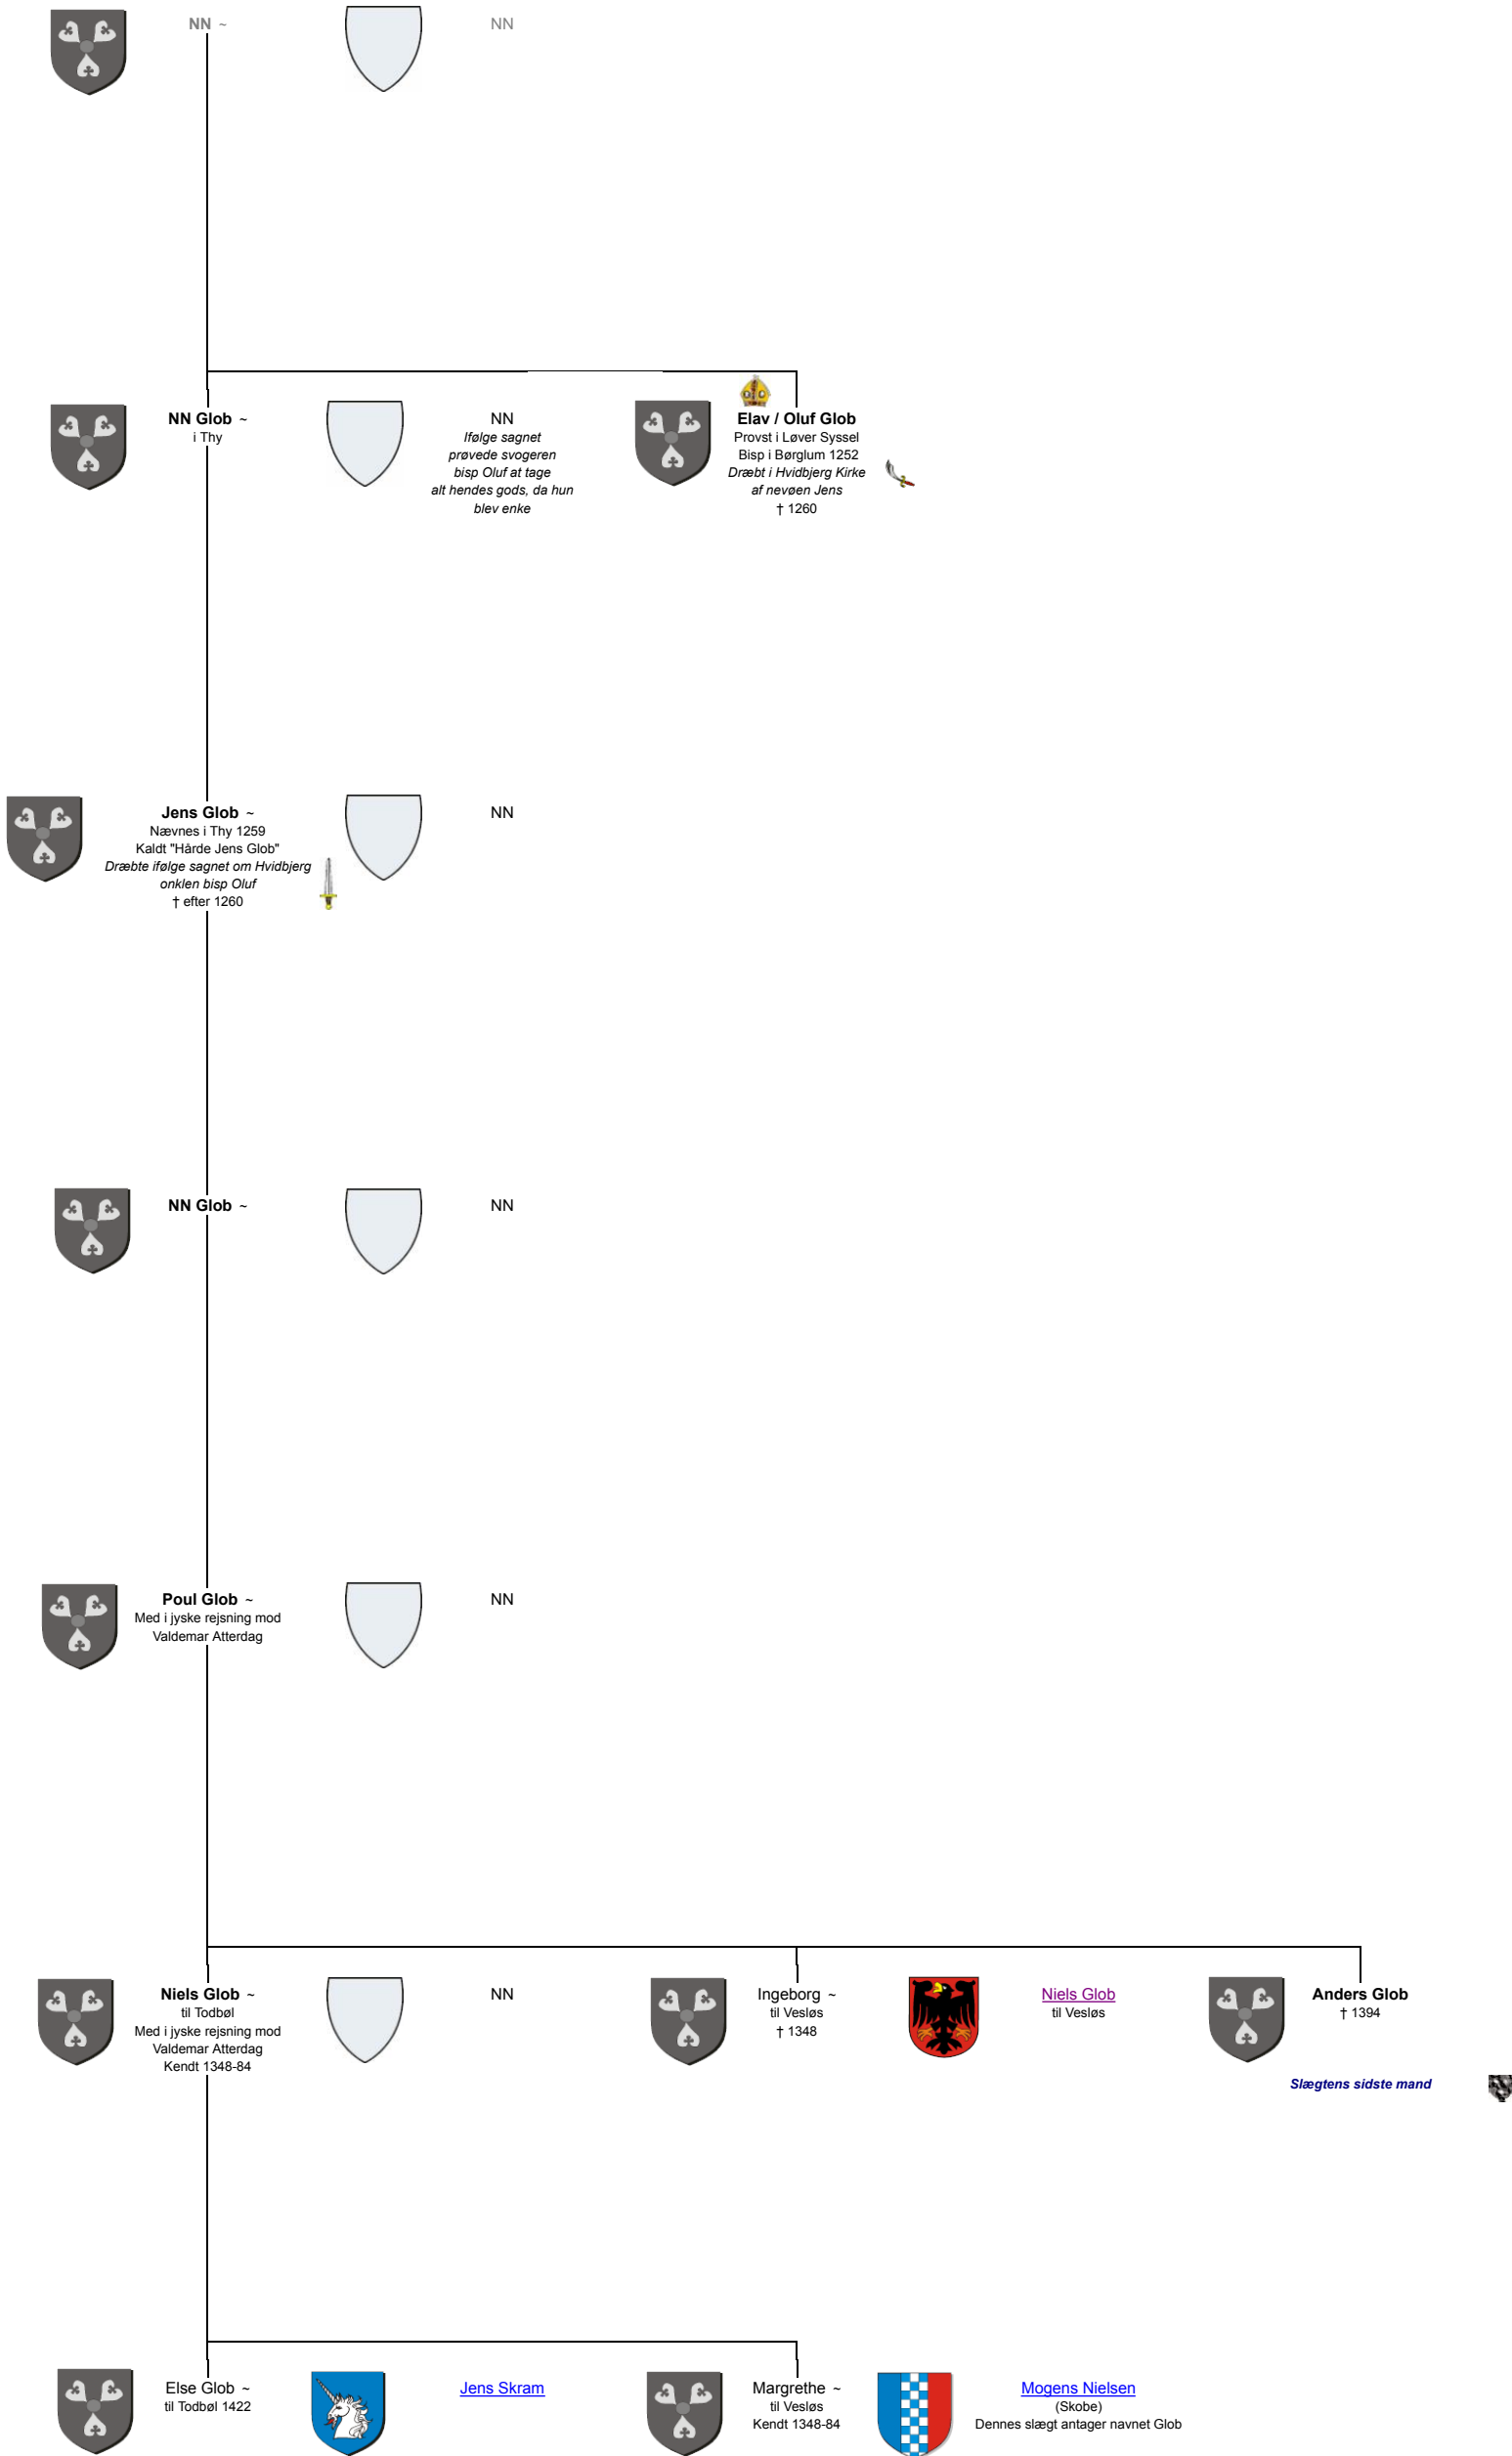 NN ~
NN
NN Glob ~
i Thy
NN
Ifølge sagnet
prøvede svogeren
bisp Oluf at tage
alt hendes gods, da hun
blev enke
Elav / Oluf Glob
Provst i Løver Syssel
Bisp i Børglum 1252
Dræbt i Hvidbjerg Kirke
af nevøen Jens
† 1260
Jens Glob ~
Nævnes i Thy 1259
Kaldt "Hårde Jens Glob"
Dræbte ifølge sagnet om Hvidbjerg
onklen bisp Oluf
† efter 1260
NN
NN Glob ~
NN
Poul Glob ~
Med i jyske rejsning mod
Valdemar Atterdag
NN
Niels Glob ~
til Todbøl
Med i jyske rejsning mod
Valdemar Atterdag
Kendt 1348-84
NN
Ingeborg ~
til Vesløs
† 1348
Niels Glob
til Vesløs
Anders Glob
† 1394
Slægtens sidste mand
Else Glob ~
til Todbøl 1422
Jens Skram
Margrethe ~
til Vesløs
Kendt 1348-84
Mogens Nielsen
(Skobe)
Dennes slægt antager navnet Glob